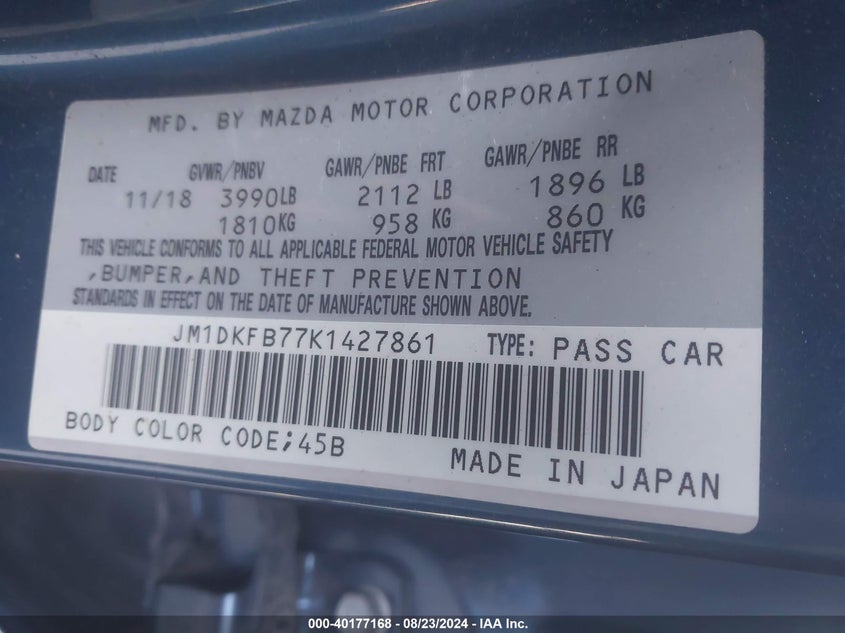 MFD. BY MAZDA MOTOR CORPORATION
DATE GVWR/PNBV GAWR/PNBE FRT GAWR/PNBE RR
11/18 3990LB 2112 LB 1896 LB
1810KG 958 KG 860 KG
THIS VEHICLE CONFORMS TO ALL APPLICABLE FEDERAL MOTOR VEHICLE SAFETY
,BUMPER,AND THEFT PREVENTION
STANDARDS IN EFFECT ON THE DATE OF MANUFACTURE SHOWN ABOVE.
JM1DKFB77K1427861 TYPE: PASS CAR
BODY COLOR CODE;45B
MADE IN JAPAN
000-40177168 - 08/23/2024 - IAA Inc.